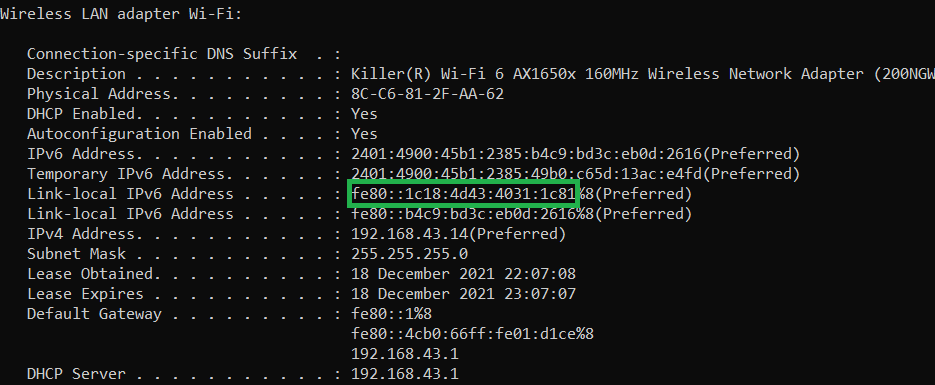 Wireless LAN adapter Wi-Fi:
Connection-specific DNS Suffix  . :
Description . . . . . . . . . . . : Killer(R) Wi-Fi 6 AX1650x 160MHz Wireless Network Adapter (200NGW
Physical Address. . . . . . . . . : 8C-C6-81-2F-AA-62
DHCP Enabled. . . . . . . . . . . : Yes
Autoconfiguration Enabled . . . . : Yes
IPv6 Address. . . . . . . . . . . : 2401:4900:45b1:2385:b4c9:bd3c:eb0d:2616(Preferred)
Temporary IPv6 Address. . . . . . : 2401:4900:45b1:2385:49b0:c65d:13ac:e4fd(Preferred)
Link-local IPv6 Address . . . . . : fe80::1c18:4d43:4031:1c81%8(Preferred)
Link-local IPv6 Address . . . . . : fe80::b4c9:bd3c:eb0d:2616%8(Preferred)
IPv4 Address. . . . . . . . . . . : 192.168.43.14(Preferred)
Subnet Mask . . . . . . . . . . . : 255.255.255.0
Lease Obtained. . . . . . . . . . : 18 December 2021 22:07:08
Lease Expires . . . . . . . . . . : 18 December 2021 23:07:07
Default Gateway . . . . . . . . . : fe80::1%8
fe80::4cb0:66ff:fe01:d1ce%8
192.168.43.1
DHCP Server . . . . . . . . . . . : 192.168.43.1